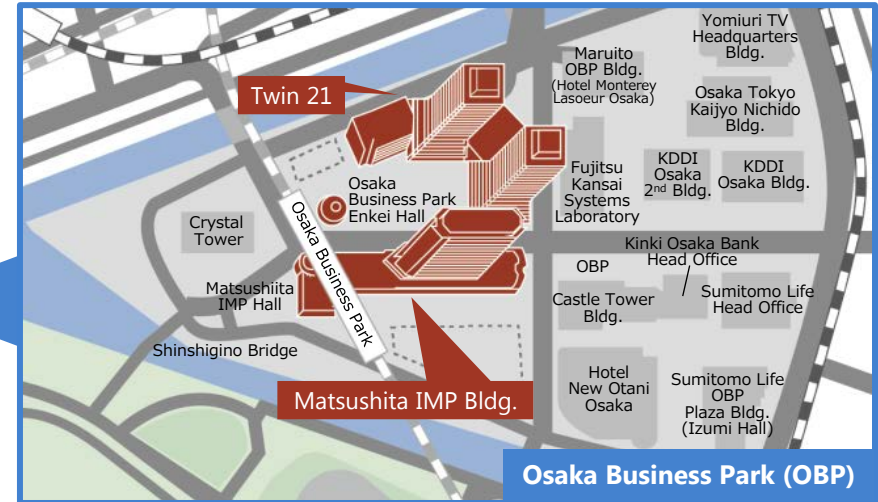 Yomiuri TV
Headquarters
Bldg.
Maruito
OBP Bldg.
(Hotel Monterey
Lasoeur Osaka)
Twin 21
Osaka Tokyo
Kaijyo Nichido
Bldg.
Fujitsu
Kansai
Systems
Laboratory
KDDI
Osaka
2nd Bldg.
KDDI
Osaka Bldg.
Osaka
Business Park
Enkei Hall
Crystal
Tower
Osaka Business Park
Kinki Osaka Bank
Head Office
OBP
Castle Tower
Bldg.
Sumitomo Life
Head Office
Matsushiita
IMP Hall
Shinshigino Bridge
Hotel
New Otani
Osaka
Sumitomo Life
OBP
Plaza Bldg.
(Izumi Hall)
Matsushita IMP Bldg.
Osaka Business Park (OBP)